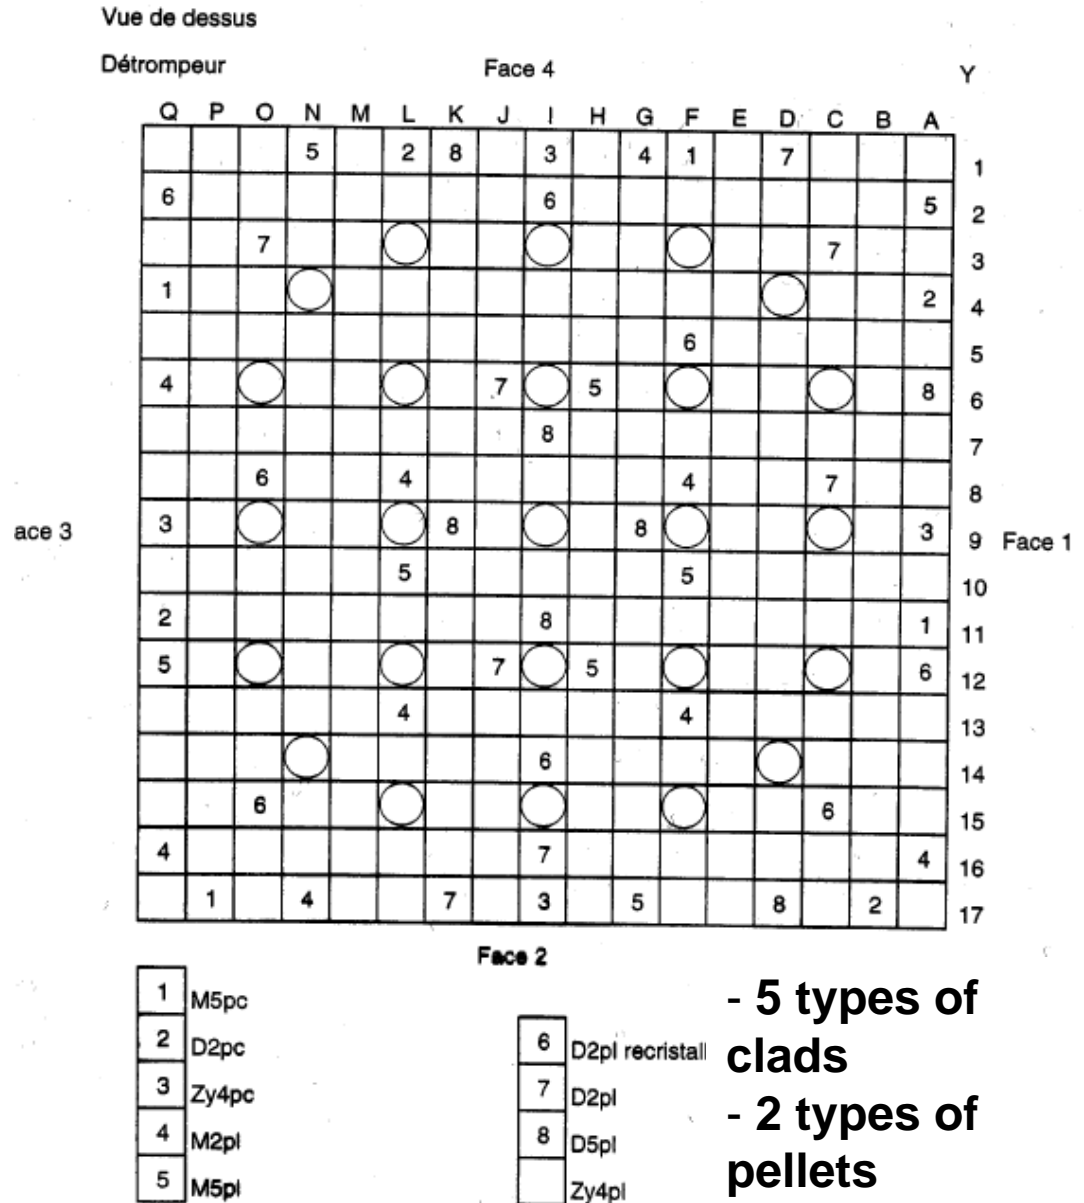 Vue de dessus
Détrompeur Face 4 Y
Q P O N M L K J I H G F E D C B A
5 2 8 3 4 1 7 1
6 6 5 2
7 7 3
1 2 4
6 5
4 7 5 8 6
8 7
6 4 4 7 8
ace 3 3 8 8 3 9 Face 1
5 5 10
2 8 1 11
5 7 5 6 12
4 4 13
6 14
6 6 15
4 7 4 16
1 4 7 3 5 8 2 17
Face 2
1 M5pc
2 D2pc
3 Zy4pc
4 M2pl
5 M5pl
6 D2pl recristall
7 D2pl
8 D5pl
Zy4pl
- 5 types of
clads
- 2 types of
pellets